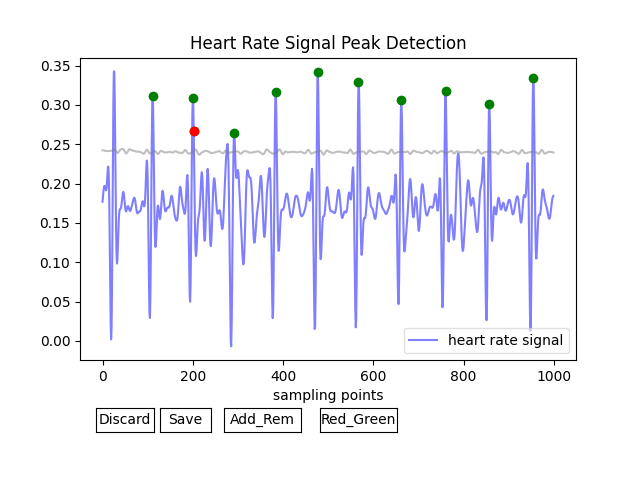 Heart Rate Signal Peak Detection
0.35
0.30
0.25
0.20
0.15
0.10
0.05
0.00
heart rate signal
0 200 400 600 800 1000
sampling points
Discard Save Add_Rem Red_Green